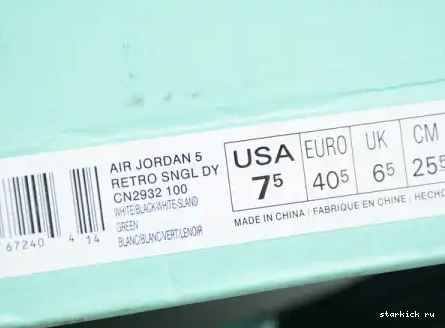 AIR JORDAN 5
RETRO SNGL DY
CN2932 100
WHITE/BLACK-WHITE-SLAND
GREEN
BLANC/BLANC/VERT/LENOIR
67240 4 14
USA EURO UK CM
7⁵ 40⁵ 6⁵ 25⁵
MADE IN CHINA / FABRIQUE EN CHINE / HECHO
starkick ru